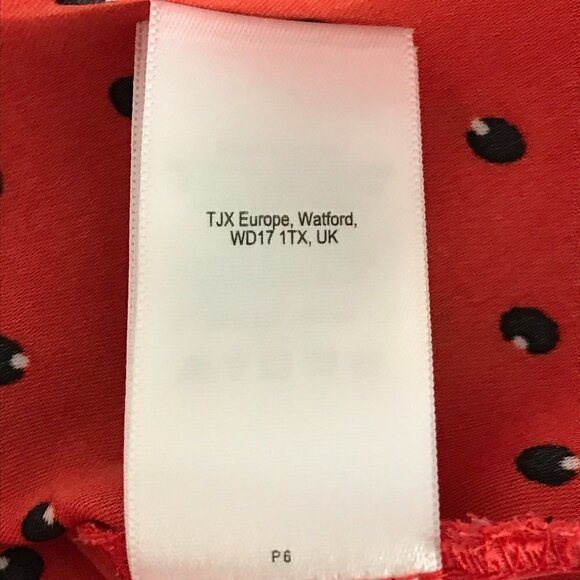 TJX Europe, Watford,
WD17 1TX, UK
P6